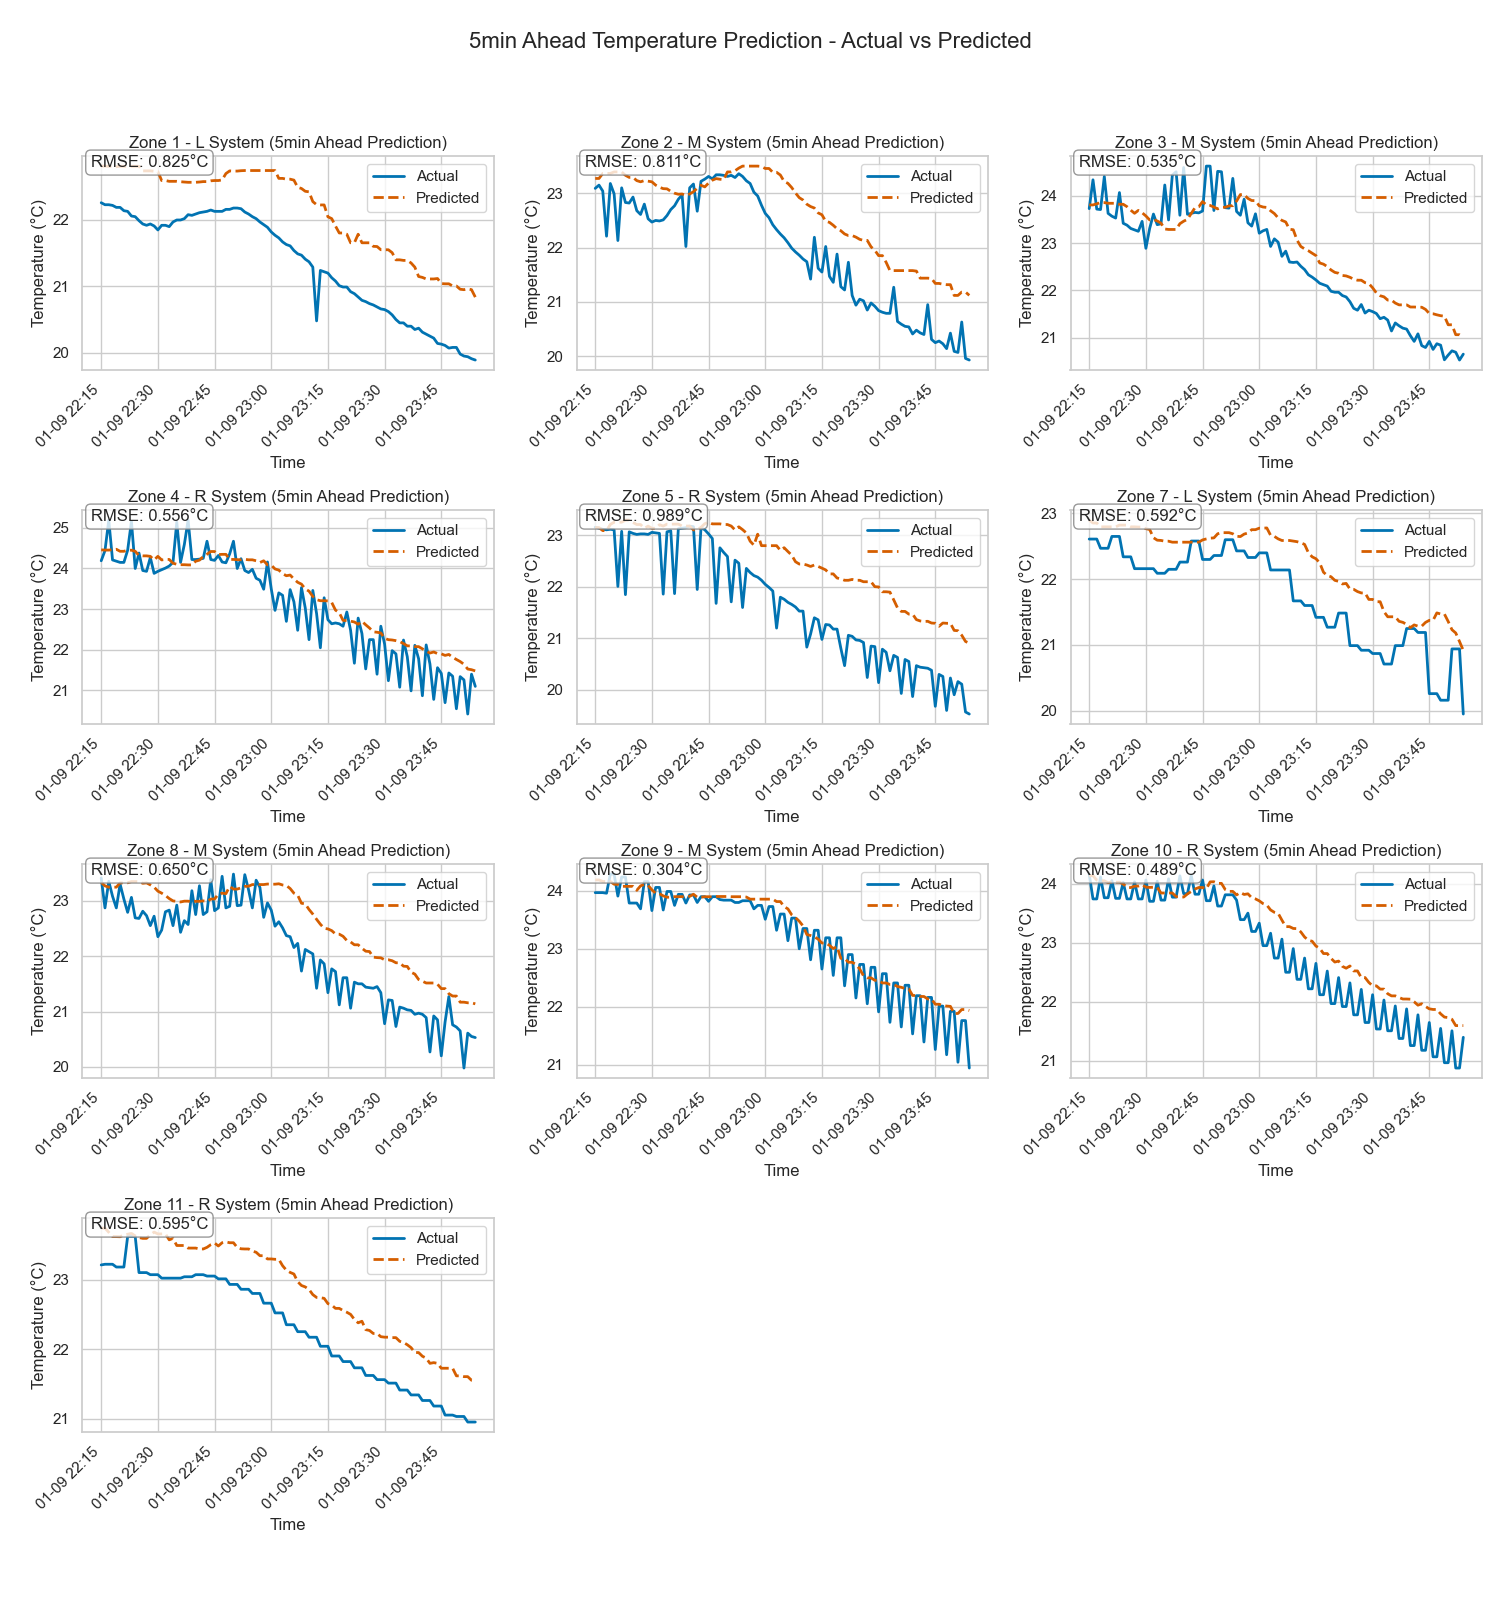 5min Ahead Temperature Prediction - Actual vs Predicted
Zone 1 - L System (5min Ahead Prediction)
RMSE: 0.825°C
Actual
Predicted
Temperature (°C)
22
21
20
01-09 22:15
01-09 22:30
01-09 22:45
01-09 23:00
01-09 23:15
01-09 23:30
01-09 23:45
Time
Zone 2 - M System (5min Ahead Prediction)
RMSE: 0.811°C
Actual
Predicted
Temperature (°C)
23
22
21
20
01-09 22:15
01-09 22:30
01-09 22:45
01-09 23:00
01-09 23:15
01-09 23:30
01-09 23:45
Time
Zone 3 - M System (5min Ahead Prediction)
RMSE: 0.535°C
Actual
Predicted
Temperature (°C)
24
23
22
21
01-09 22:15
01-09 22:30
01-09 22:45
01-09 23:00
01-09 23:15
01-09 23:30
01-09 23:45
Time
Zone 4 - R System (5min Ahead Prediction)
RMSE: 0.556°C
Actual
Predicted
Temperature (°C)
25
24
23
22
21
01-09 22:15
01-09 22:30
01-09 22:45
01-09 23:00
01-09 23:15
01-09 23:30
01-09 23:45
Time
Zone 5 - R System (5min Ahead Prediction)
RMSE: 0.989°C
Actual
Predicted
Temperature (°C)
23
22
21
20
01-09 22:15
01-09 22:30
01-09 22:45
01-09 23:00
01-09 23:15
01-09 23:30
01-09 23:45
Time
Zone 7 - L System (5min Ahead Prediction)
RMSE: 0.592°C
Actual
Predicted
Temperature (°C)
23
22
21
20
01-09 22:15
01-09 22:30
01-09 22:45
01-09 23:00
01-09 23:15
01-09 23:30
01-09 23:45
Time
Zone 8 - M System (5min Ahead Prediction)
RMSE: 0.650°C
Actual
Predicted
Temperature (°C)
23
22
21
20
01-09 22:15
01-09 22:30
01-09 22:45
01-09 23:00
01-09 23:15
01-09 23:30
01-09 23:45
Time
Zone 9 - M System (5min Ahead Prediction)
RMSE: 0.304°C
Actual
Predicted
Temperature (°C)
24
23
22
21
01-09 22:15
01-09 22:30
01-09 22:45
01-09 23:00
01-09 23:15
01-09 23:30
01-09 23:45
Time
Zone 10 - R System (5min Ahead Prediction)
RMSE: 0.489°C
Actual
Predicted
Temperature (°C)
24
23
22
21
01-09 22:15
01-09 22:30
01-09 22:45
01-09 23:00
01-09 23:15
01-09 23:30
01-09 23:45
Time
Zone 11 - R System (5min Ahead Prediction)
RMSE: 0.595°C
Actual
Predicted
Temperature (°C)
23
22
21
01-09 22:15
01-09 22:30
01-09 22:45
01-09 23:00
01-09 23:15
01-09 23:30
01-09 23:45
Time